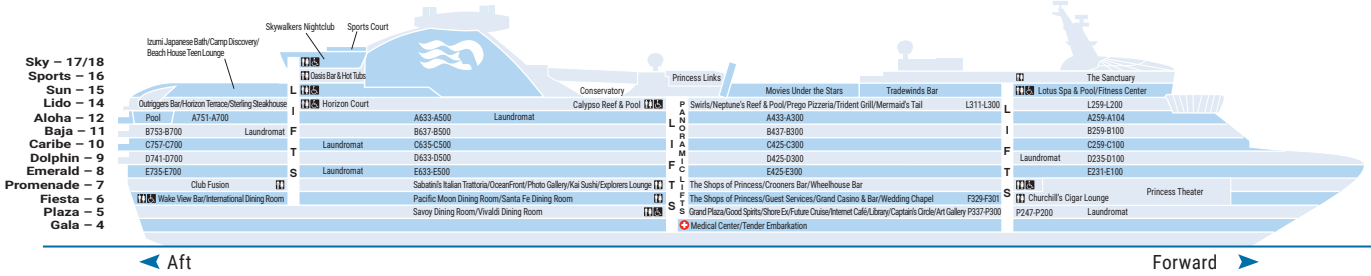 Skywalkers Nightclub
Sports Court
Izumi Japanese Bath/Camp Discovery/
Beach House Teen Lounge
Sky – 17/18
Sports – 16
Oasis Bar & Hot Tubs
Princess Links
The Sanctuary
Sun – 15
Conservatory
Movies Under the Stars
Tradewinds Bar
Lotus Spa & Pool/Fitness Center
Lido – 14
Outriggers Bar/Horizon Terrace/Sterling Steakhouse
Horizon Court
Calypso Reef & Pool
Swirls/Neptune's Reef & Pool/Prego Pizzeria/Trident Grill/Mermaid's Tail
L311-L300
L259-L200
Aloha – 12
Pool
A751-A700
A633-A500
Laundromat
A433-A300
A259-A104
Baja – 11
B753-B700
Laundromat
B637-B500
B437-B300
B259-B100
Caribe – 10
C757-C700
Laundromat
C635-C500
C425-C300
C259-C100
Dolphin – 9
D741-D700
D633-D500
D425-D300
Laundromat
D235-D100
Emerald – 8
E735-E700
Laundromat
E633-E500
E425-E300
E231-E100
Promenade – 7
Club Fusion
Sabatini's Italian Trattoria/OceanFront/Photo Gallery/Kai Sushi/Explorers Lounge
The Shops of Princess/Crooners Bar/Wheelhouse Bar
Princess Theater
Fiesta – 6
Wake View Bar/International Dining Room
Pacific Moon Dining Room/Santa Fe Dining Room
The Shops of Princess/Guest Services/Grand Casino & Bar/Wedding Chapel
F329-F301
Churchill's Cigar Lounge
Plaza – 5
Savoy Dining Room/Vivaldi Dining Room
Grand Plaza/Good Spirits/Shore Ex/Future Cruise/Internet Café/Library/Captain's Circle/Art Gallery
P337-P300
P247-P200
Laundromat
Gala – 4
Medical Center/Tender Embarkation
LIFTS
LIFTS
PANORAMIC LIFTS
LIFTS
Aft
Forward